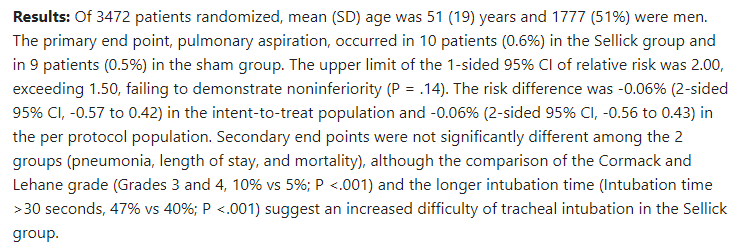 Results: Of 3472 patients randomized, mean (SD) age was 51 (19) years and 1777 (51%) were men.
The primary end point, pulmonary aspiration, occurred in 10 patients (0.6%) in the Sellick group and
in 9 patients (0.5%) in the sham group. The upper limit of the 1-sided 95% CI of relative risk was 2.00,
exceeding 1.50, failing to demonstrate noninferiority (P = .14). The risk difference was -0.06% (2-sided
95% CI, -0.57 to 0.42) in the intent-to-treat population and -0.06% (2-sided 95% CI, -0.56 to 0.43) in
the per protocol population. Secondary end points were not significantly different among the 2
groups (pneumonia, length of stay, and mortality), although the comparison of the Cormack and
Lehane grade (Grades 3 and 4, 10% vs 5%; P <.001) and the longer intubation time (Intubation time
>30 seconds, 47% vs 40%; P <.001) suggest an increased difficulty of tracheal intubation in the Sellick
group.